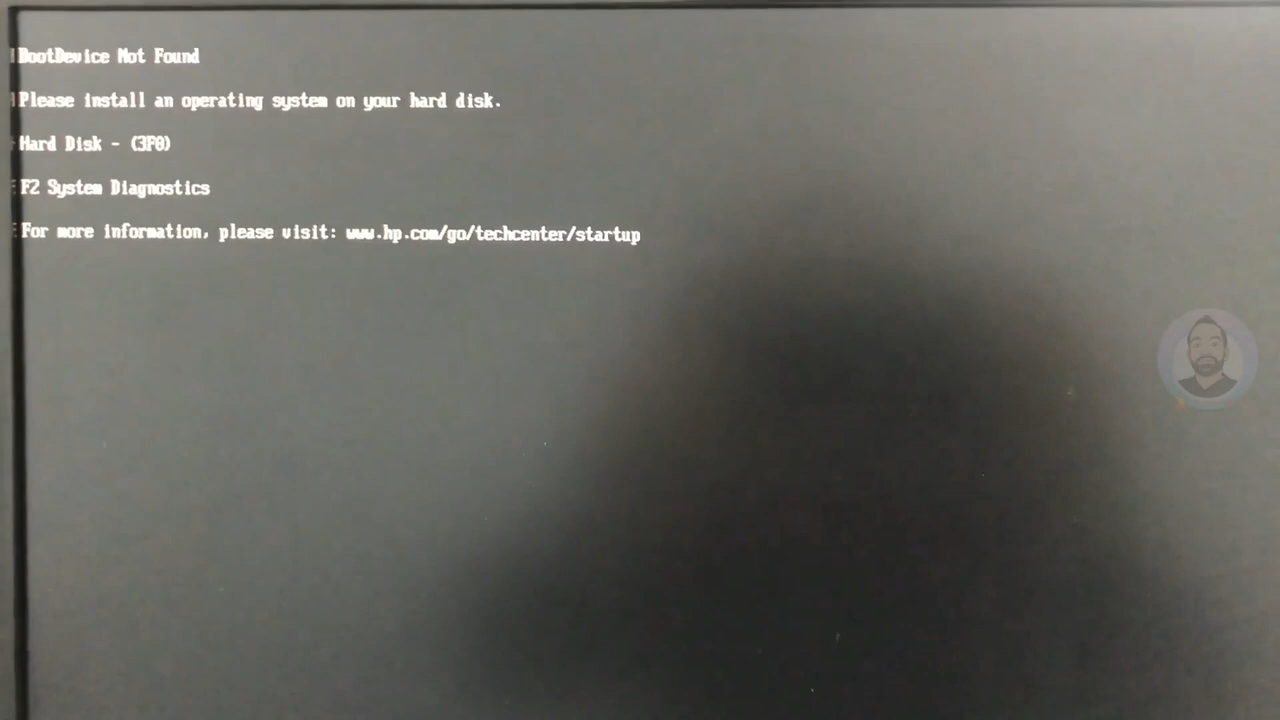 BootDevice Not Found
Please install an operating system on your hard disk.
Hard Disk - (3F0)
F2 System Diagnostics
For more information, please visit: www.hp.com/go/techcenter/startup